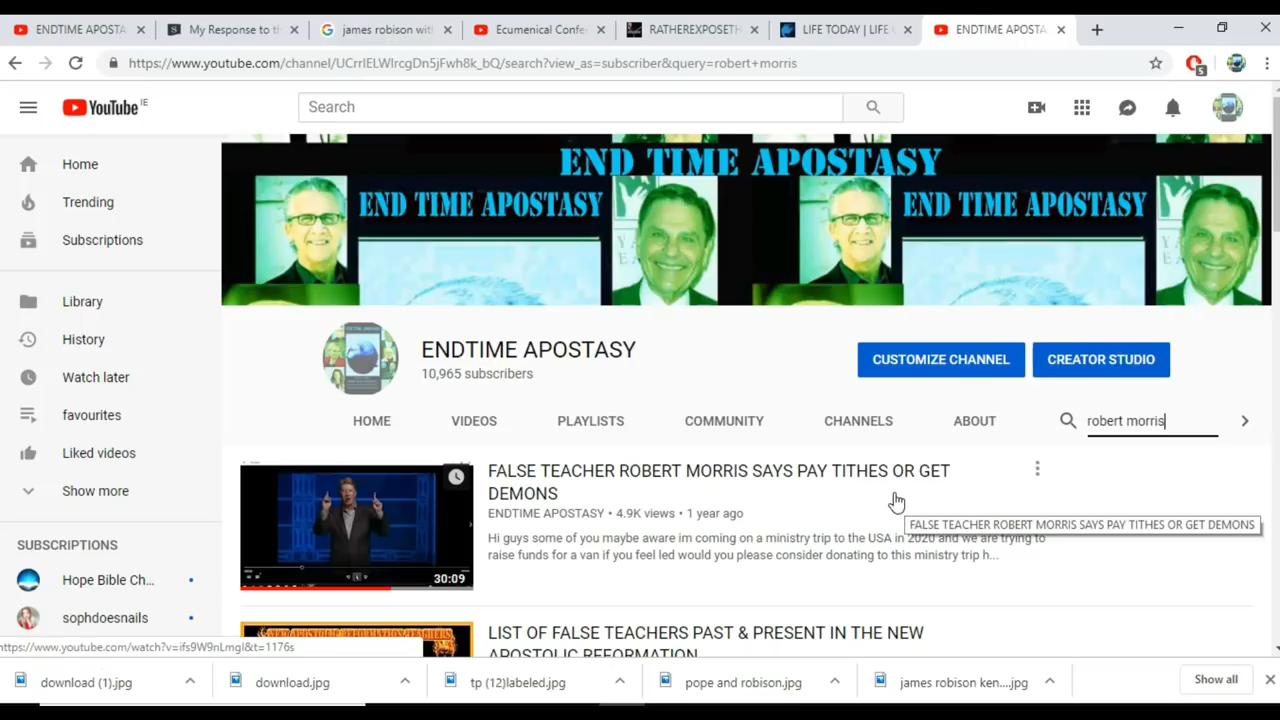 ENDTIME APOSTA
My Response to th
james robison with
Ecumenical Confe
RATHEREXPOSETH
LIFE TODAY | LIFE
ENDTIME APOSTA
https://www.youtube.com/channel/UCrrlELWlrcgDn5jFwh8k_bQ/search?view_as=subscriber&query=robert+morris
5
YouTube IE
Search
END TIME APOSTASY
END TIME APOSTASY
END TIME APOSTASY
Home
Trending
Subscriptions
Library
History
Watch later
favourites
Liked videos
Show more
SUBSCRIPTIONS
Hope Bible Ch...
sophdoesnails
ENDTIME APOSTASY
10,965 subscribers
CUSTOMIZE CHANNEL
CREATOR STUDIO
HOME VIDEOS PLAYLISTS COMMUNITY CHANNELS ABOUT robert morris
FALSE TEACHER ROBERT MORRIS SAYS PAY TITHES OR GET
DEMONS
ENDTIME APOSTASY • 4.9K views • 1 year ago
FALSE TEACHER ROBERT MORRIS SAYS PAY TITHES OR GET DEMONS
Hi guys some of you maybe aware im coming on a ministry trip to the USA in 2020 and we are trying to
raise funds for a van if you feel led would you please consider donating to this ministry trip h...
30:09
LIST OF FALSE TEACHERS PAST & PRESENT IN THE NEW
APOSTOLIC REFORMATION
https://www.youtube.com/watch?v=ifs9W9nLmgI&t=1176s
download (1).jpg
download.jpg
tp (12)labeled.jpg
pope and robison.jpg
james robison ken....jpg
Show all